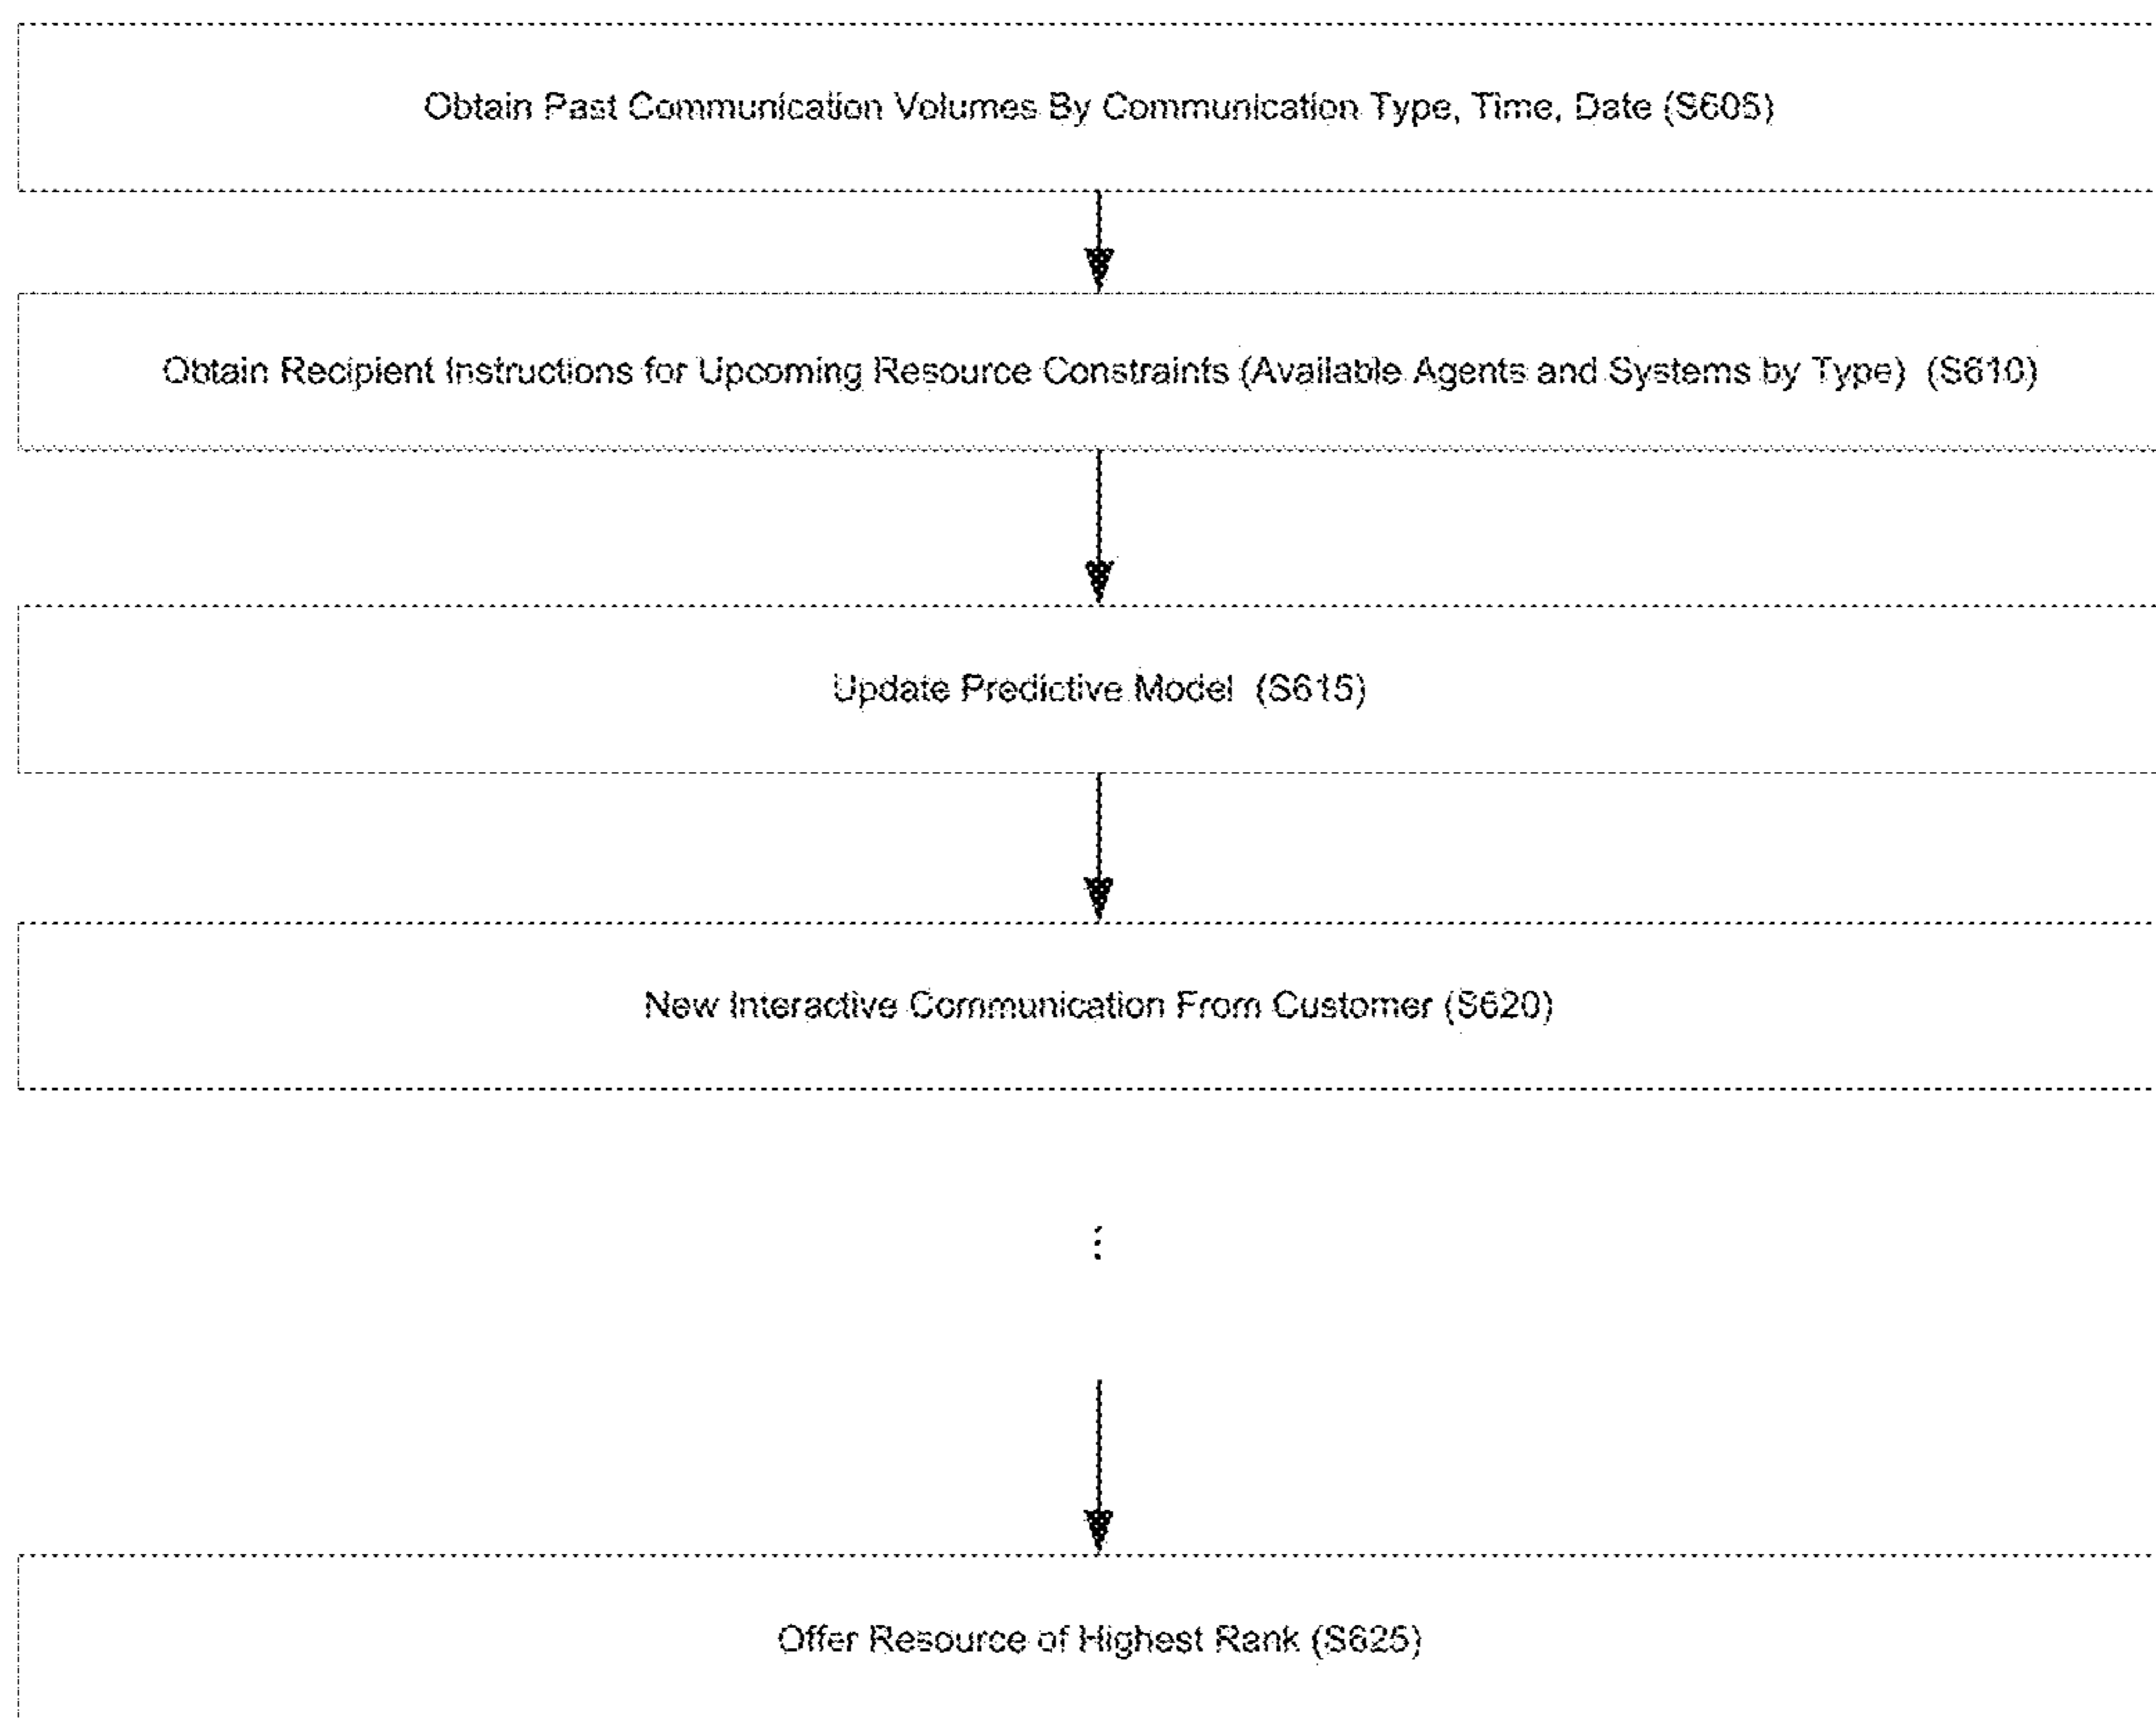 Obtain Past Communication Volumes By Communication Type, Time, Date (S605)
Obtain Recipient Instructions for Upcoming Resource Constraints (Available Agents and Systems by Type) (S610)
Update Predictive Model (S615)
New Interactive Communication From Customer (S620)
⋮
Offer Resource of Highest Rank (S625)